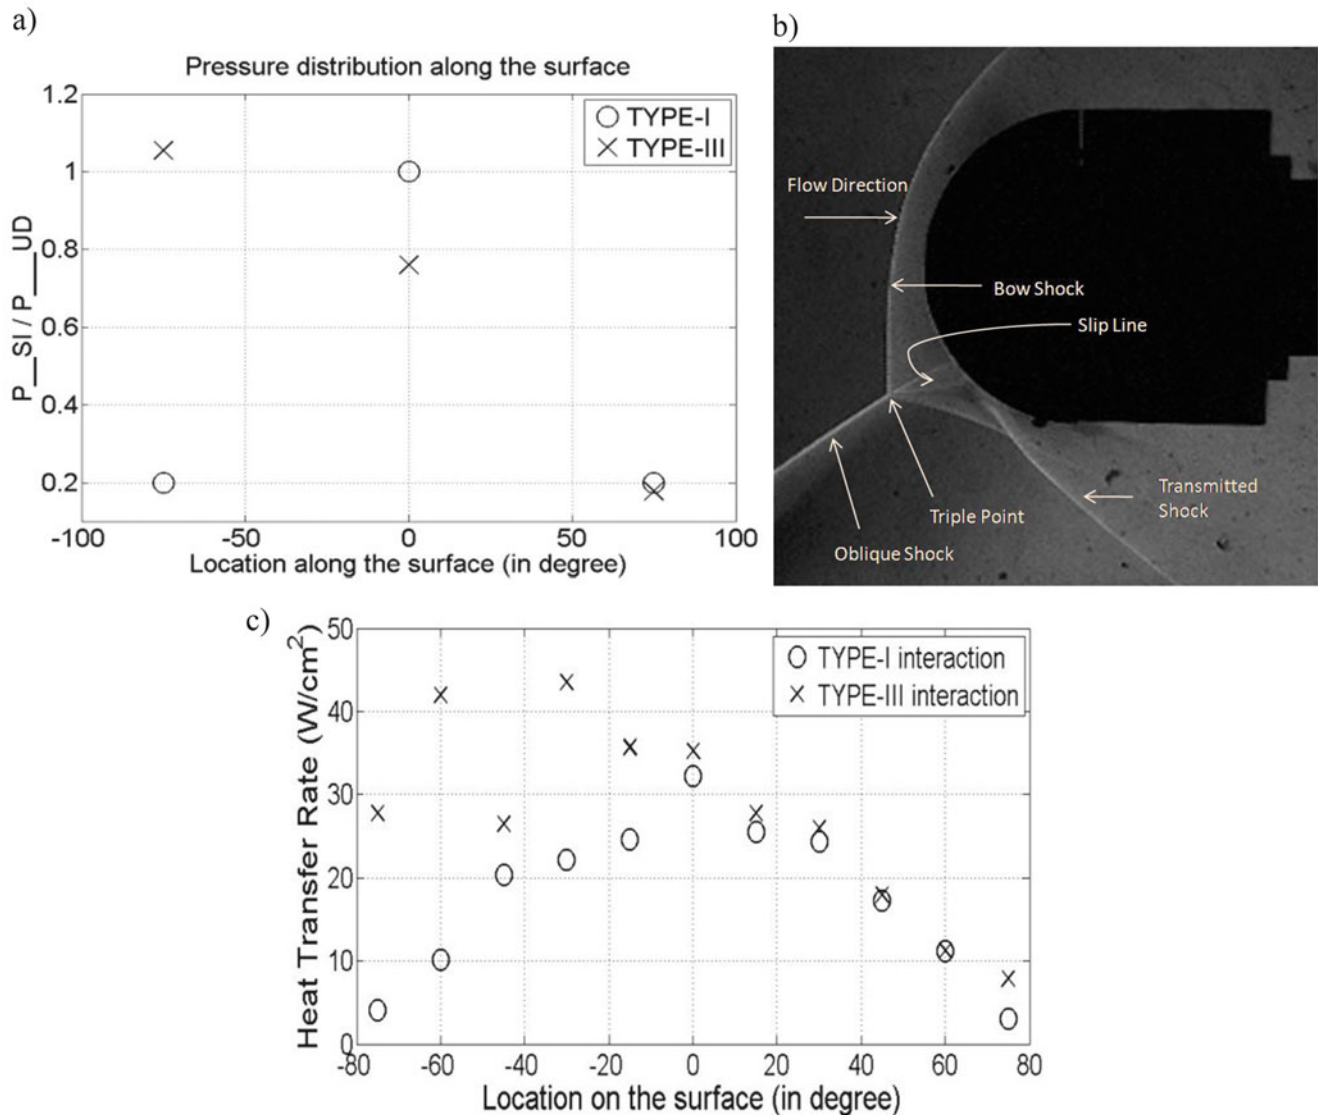 a)
Pressure distribution along the surface
P__SI / P__UD
1.2
1
0.8
0.6
0.4
0.2
-100 -50 0 50 100
Location along the surface (in degree)
TYPE-I
TYPE-III
b)
Flow Direction
Bow Shock
Slip Line
Triple Point
Transmitted
Shock
Oblique Shock
c)
Heat Transfer Rate (W/cm²)
50
40
30
20
10
0
-80 -60 -40 -20 0 20 40 60 80
Location on the surface (in degree)
TYPE-I interaction
TYPE-III interaction